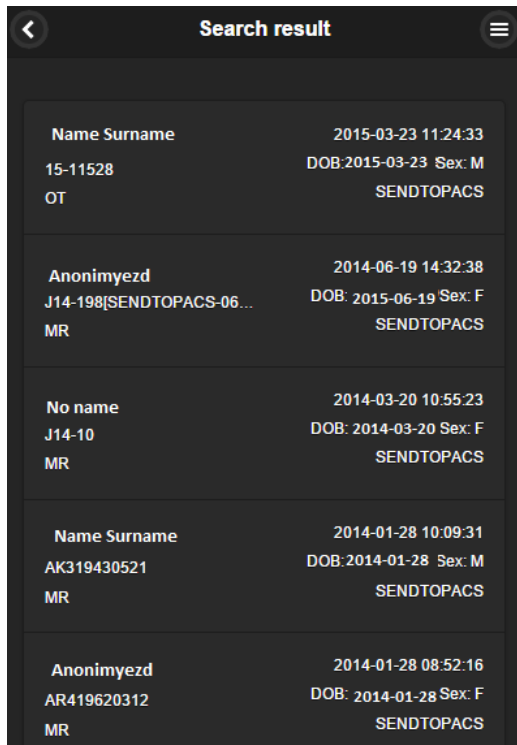 Search result
Name Surname 2015-03-23 11:24:33
15-11528 DOB:2015-03-23 Sex: M
OT SENDTOPACS
Anonimyezd 2014-06-19 14:32:38
J14-198[SENDTOPACS-06... DOB: 2015-06-19 Sex: F
MR SENDTOPACS
No name 2014-03-20 10:55:23
J14-10 DOB: 2014-03-20 Sex: F
MR SENDTOPACS
Name Surname 2014-01-28 10:09:31
AK319430521 DOB:2014-01-28 Sex: M
MR SENDTOPACS
Anonimyezd 2014-01-28 08:52:16
AR419620312 DOB: 2014-01-28 Sex: F
MR SENDTOPACS